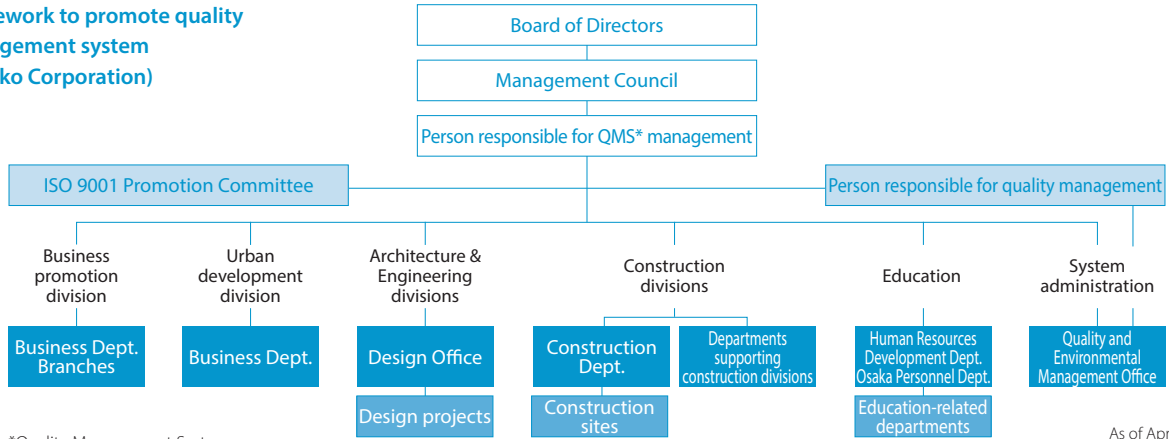 ework to promote quality
gement system
ko Corporation)
Board of Directors
Management Council
Person responsible for QMS* management
ISO 9001 Promotion Committee
Person responsible for quality management
Business
promotion
division
Urban
development
division
Architecture &
Engineering
divisions
Construction
divisions
Education
System
administration
Business Dept.
Branches
Business Dept.
Design Office
Construction
Dept.
Departments
supporting
construction divisions
Human Resources
Development Dept.
Osaka Personnel Dept.
Quality and
Environmental
Management Office
Design projects
Construction
sites
Education-related
departments
As of Apr